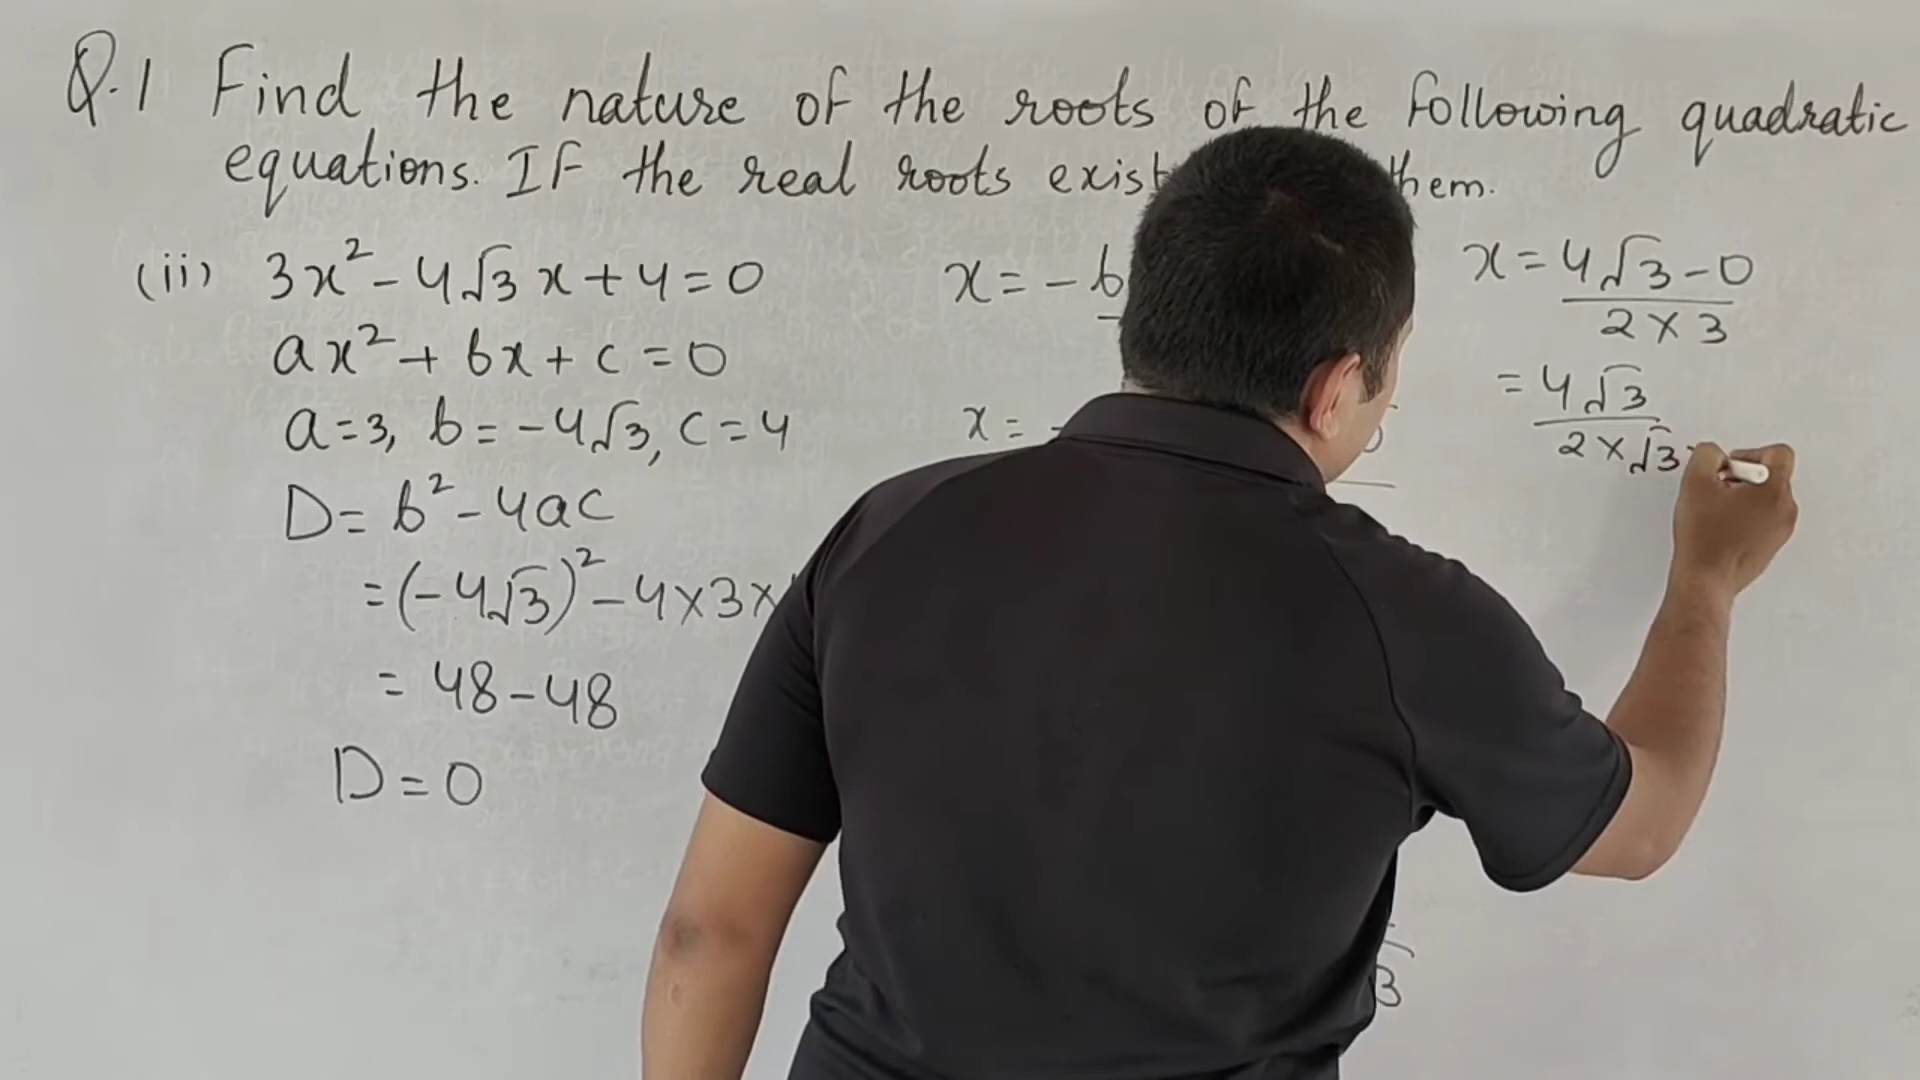 Q.1 Find the nature of the roots of the following quadratic
equations. If the real roots exist them.
(ii) 3x² - 4√3 x + 4 = 0
ax² + bx + c = 0
a = 3, b = -4√3, c = 4
D = b² - 4ac
= (-4√3)² - 4×3×
= 48 - 48
D = 0
x = - b
x = -
3
x = 4√3 - 0
2 × 3
= 4√3
2 × √3